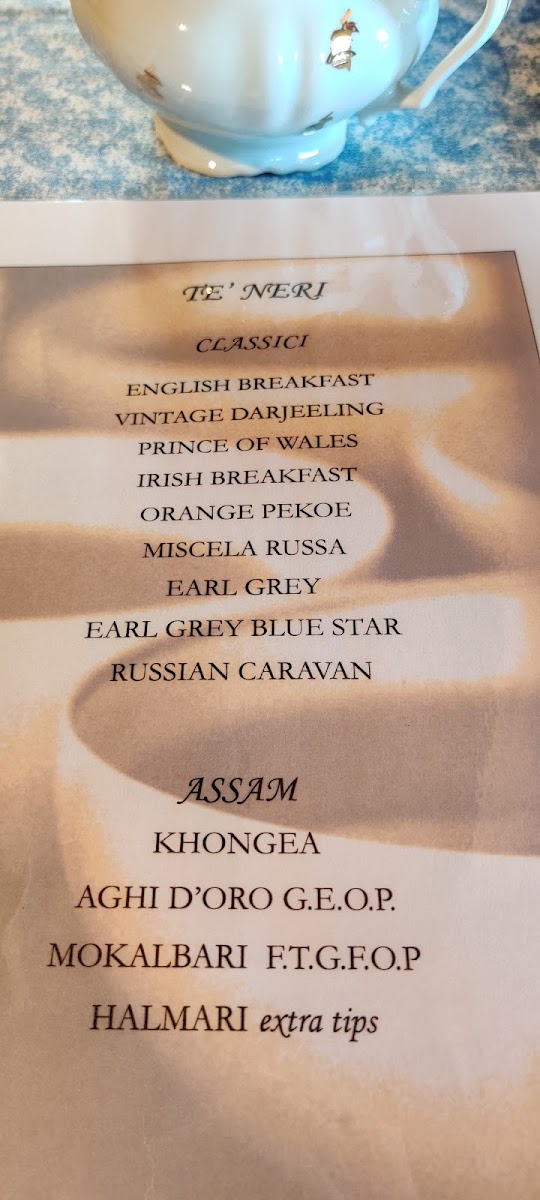 TE' NERI
CLASSICI
ENGLISH BREAKFAST
VINTAGE DARJEELING
PRINCE OF WALES
IRISH BREAKFAST
ORANGE PEKOE
MISCELA RUSSA
EARL GREY
EARL GREY BLUE STAR
RUSSIAN CARAVAN
ASSAM
KHONGEA
AGHI D'ORO G.E.O.P.
MOKALBARI F.T.G.F.O.P
HALMARI extra tips